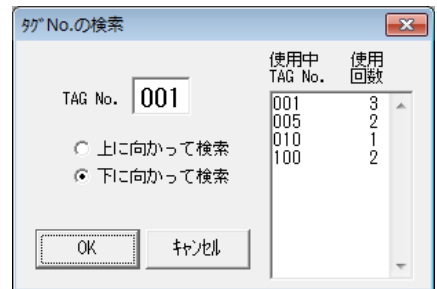 ﾀｸﾞNo.の検索
TAG No. 001
上に向かって検索
下に向かって検索
OK ｷｬﾝｾﾙ
使用中 使用
TAG No. 回数
001 3
005 2
010 1
100 2